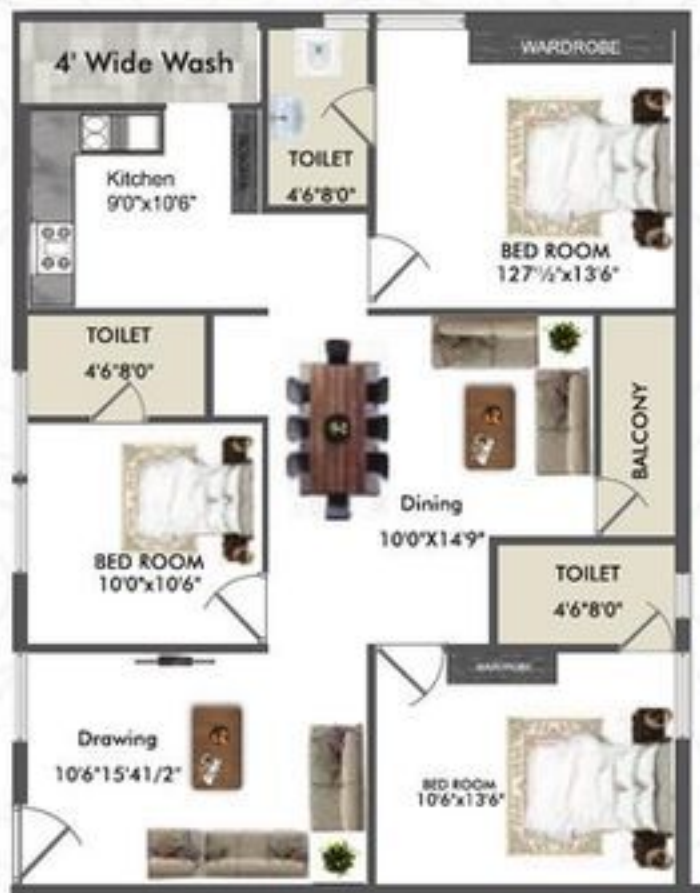 4' Wide Wash
WARDROBE
TOILET
4'6"8'0"
Kitchen
9'0"x10'6"
BED ROOM
127'½"x13'6"
TOILET
4'6"8'0"
BALCONY
Dining
10'0"X14'9"
BED ROOM
10'0"x10'6"
TOILET
4'6"8'0"
WARDROBE
Drawing
10'6"15'41/2"
BED ROOM
10'6"x13'6"